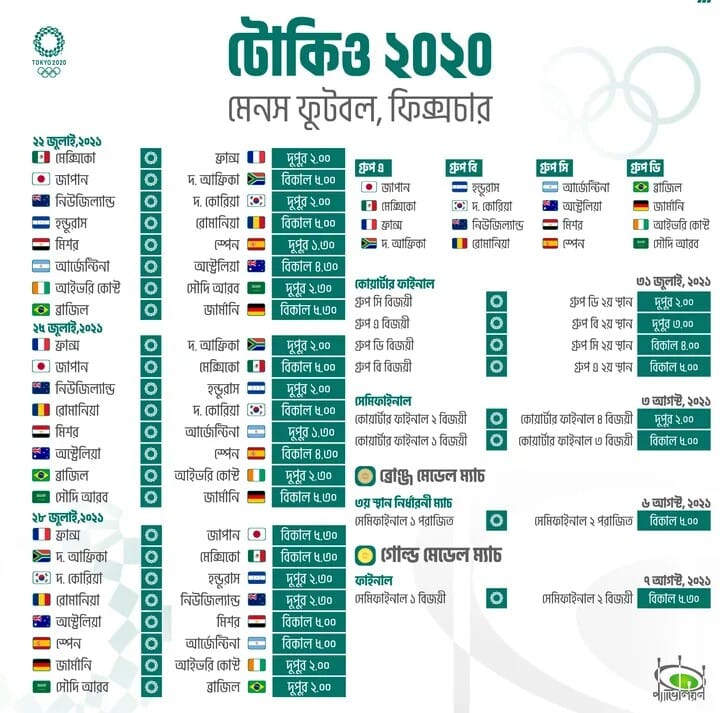 TOKYO 2020
টোকিও ২০২০
মেনস ফুটবল, ফিক্সচার
২২ জুলাই,২০২১
মেক্সিকো ফ্রান্স দুপুর ২.০০
জাপান দ. আফ্রিকা বিকাল ৫.০০
নিউজিল্যান্ড দ. কোরিয়া দুপুর ২.০০
হন্ডুরাস রোমানিয়া বিকাল ৫.০০
মিশর স্পেন দুপুর ১.৩০
আর্জেন্টিনা অস্ট্রেলিয়া বিকাল ৪.৩০
আইভরি কোস্ট সৌদি আরব দুপুর ২.৩০
ব্রাজিল জার্মানি বিকাল ৫.৩০
২৫ জুলাই,২০২১
ফ্রান্স দ. আফ্রিকা দুপুর ২.০০
জাপান মেক্সিকো বিকাল ৫.০০
নিউজিল্যান্ড হন্ডুরাস দুপুর ২.০০
রোমানিয়া দ. কোরিয়া বিকাল ৫.০০
মিশর আর্জেন্টিনা দুপুর ১.৩০
অস্ট্রেলিয়া স্পেন বিকাল ৪.৩০
ব্রাজিল আইভরি কোস্ট দুপুর ২.৩০
সৌদি আরব জার্মানি বিকাল ৫.৩০
২৮ জুলাই,২০২১
ফ্রান্স জাপান বিকাল ৫.৩০
দ. আফ্রিকা মেক্সিকো বিকাল ৫.৩০
দ. কোরিয়া হন্ডুরাস দুপুর ২.৩০
রোমানিয়া নিউজিল্যান্ড দুপুর ২.৩০
অস্ট্রেলিয়া মিশর বিকাল ৫.০০
স্পেন আর্জেন্টিনা বিকাল ৫.০০
জার্মানি আইভরি কোস্ট দুপুর ২.০০
সৌদি আরব ব্রাজিল দুপুর ২.০০
গ্রুপ এ গ্রুপ বি গ্রুপ সি গ্রুপ ডি
জাপান হন্ডুরাস আর্জেন্টিনা ব্রাজিল
মেক্সিকো দ. কোরিয়া অস্ট্রেলিয়া জার্মানি
ফ্রান্স নিউজিল্যান্ড মিশর আইভরি কোস্ট
দ. আফ্রিকা রোমানিয়া স্পেন সৌদি আরব
কোয়ার্টার ফাইনাল ৩১ জুলাই, ২০২১
গ্রুপ সি বিজয়ী গ্রুপ ডি ২য় স্থান দুপুর ২.০০
গ্রুপ এ বিজয়ী গ্রুপ বি ২য় স্থান দুপুর ৩.০০
গ্রুপ ডি বিজয়ী গ্রুপ সি ২য় স্থান বিকাল ৪.০০
গ্রুপ বি বিজয়ী গ্রুপ এ ২য় স্থান বিকাল ৫.০০
সেমিফাইনাল ৩ আগস্ট, ২০২১
কোয়ার্টার ফাইনাল ২ বিজয়ী কোয়ার্টার ফাইনাল ৪ বিজয়ী দুপুর ২.০০
কোয়ার্টার ফাইনাল ১ বিজয়ী কোয়ার্টার ফাইনাল ৩ বিজয়ী বিকাল ৫.০০
ব্রোঞ্জ মেডেল ম্যাচ
৩য় স্থান নির্ধারনী ম্যাচ ৬ আগস্ট, ২০২১
সেমিফাইনাল ১ পরাজিত সেমিফাইনাল ২ পরাজিত বিকাল ৫.০০
গোল্ড মেডেল ম্যাচ
ফাইনাল ৭ আগস্ট, ২০২১
সেমিফাইনাল ১ বিজয়ী সেমিফাইনাল ২ বিজয়ী বিকাল ৫.৩০
প্যাভিলিয়ন